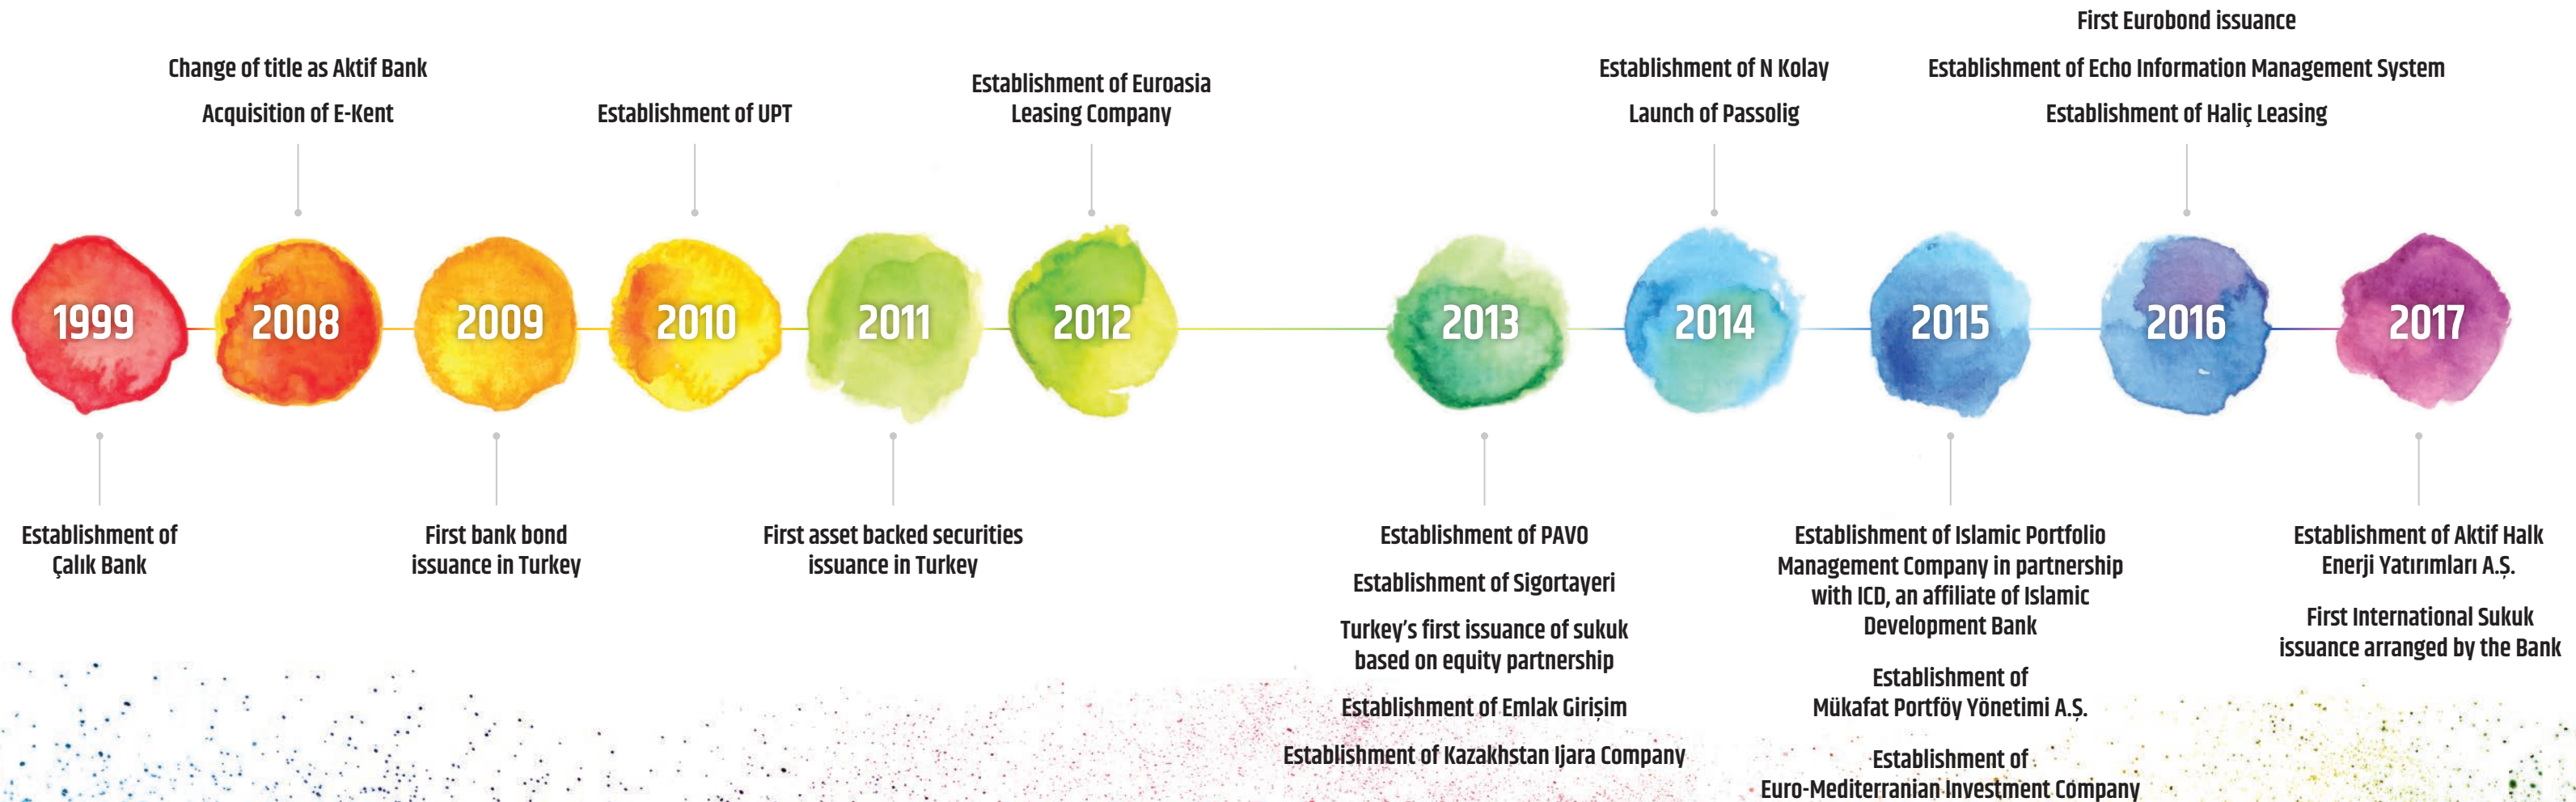 1999
Establishment of
Çalık Bank
Change of title as Aktif Bank
Acquisition of E-Kent
2008
2009
First bank bond
issuance in Turkey
Establishment of UPT
2010
2011
First asset backed securities
issuance in Turkey
Establishment of Euroasia
Leasing Company
2012
2013
Establishment of PAVO
Establishment of Sigortayeri
Turkey’s first issuance of sukuk
based on equity partnership
Establishment of Emlak Girişim
Establishment of Kazakhstan Ijara Company
Establishment of N Kolay
Launch of Passolig
2014
2015
Establishment of Islamic Portfolio
Management Company in partnership
with ICD, an affiliate of Islamic
Development Bank
Establishment of
Mükafat Portföy Yönetimi A.Ş.
Establishment of
Euro-Mediterranian Investment Company
First Eurobond issuance
Establishment of Echo Information Management System
Establishment of Haliç Leasing
2016
2017
Establishment of Aktif Halk
Enerji Yatırımları A.Ş.
First International Sukuk
issuance arranged by the Bank